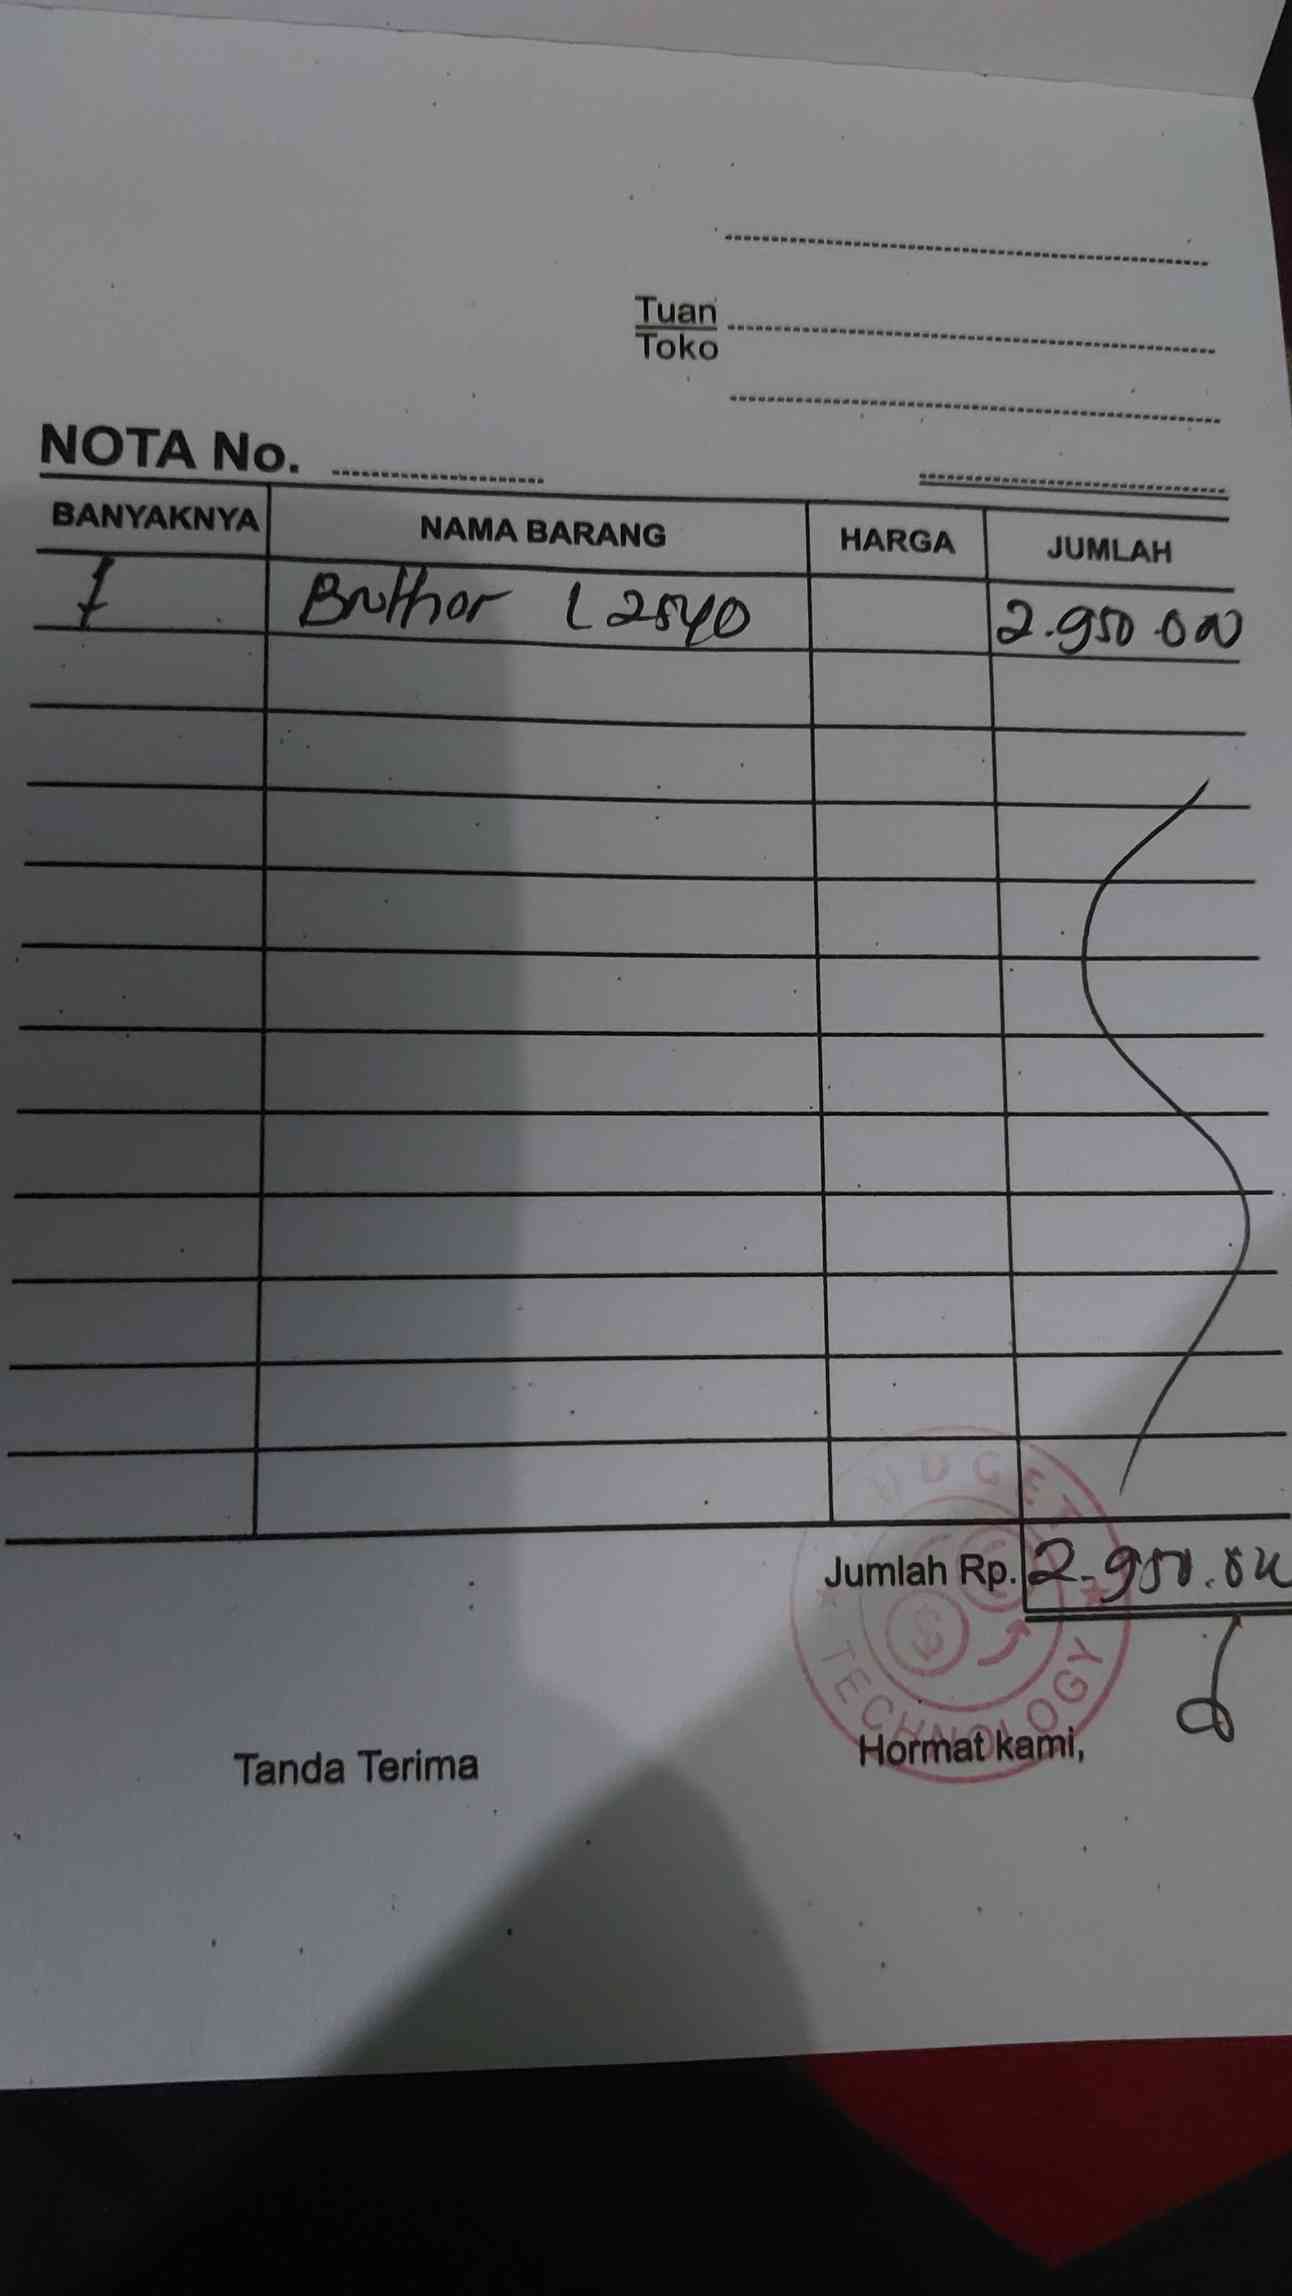 Tuan
Toko
NOTA No.
BANYAKNYA NAMA BARANG HARGA JUMLAH
1 Brother L2540 2.950.000
Jumlah Rp. 2.950.000
UDGET
TECHNOLOGY
Tanda Terima Hormat kami,